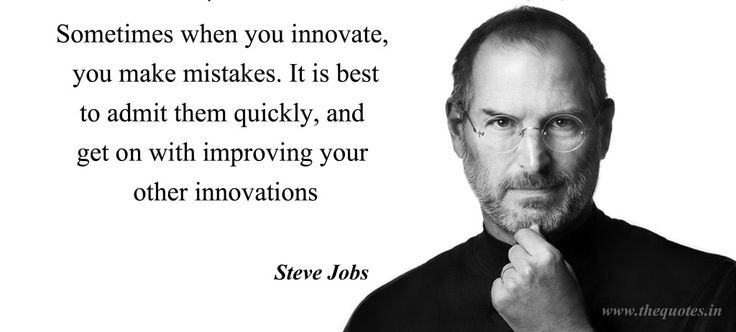 Sometimes when you innovate,
you make mistakes. It is best
to admit them quickly, and
get on with improving your
other innovations
Steve Jobs
www.thequotes.in